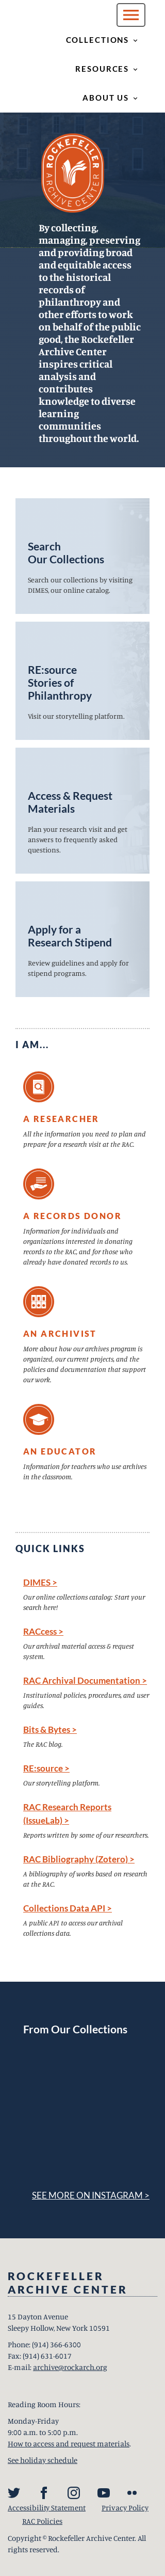 COLLECTIONS
RESOURCES
ABOUT US
ROCKEFELLER
ARCHIVE CENTER
By collecting,
managing, preserving
and providing broad
and equitable access
to the historical
records of
philanthropy and
other efforts to work
on behalf of the public
good, the Rockefeller
Archive Center
inspires critical
analysis and
contributes
knowledge to diverse
learning
communities
throughout the world.
Search
Our Collections
Search our collections by visiting
DIMES, our online catalog.
RE:source
Stories of
Philanthropy
Visit our storytelling platform.
Access & Request
Materials
Plan your research visit and get
answers to frequently asked
questions.
Apply for a
Research Stipend
Review guidelines and apply for
stipend programs.
I AM...
A RESEARCHER
All the information you need to plan and
prepare for a research visit at the RAC.
A RECORDS DONOR
Information for individuals and
organizations interested in donating
records to the RAC, and for those who
already have donated records to us.
AN ARCHIVIST
More about how our archives program is
organized, our current projects, and the
policies and documentation that support
our work.
AN EDUCATOR
Information for teachers who use archives
in the classroom.
QUICK LINKS
DIMES >
Our online collections catalog: Start your
search here!
RACcess >
Our archival material access & request
system.
RAC Archival Documentation >
Institutional policies, procedures, and user
guides.
Bits & Bytes >
The RAC blog.
RE:source >
Our storytelling platform.
RAC Research Reports
(IssueLab) >
Reports written by some of our researchers.
RAC Bibliography (Zotero) >
A bibliography of works based on research
at the RAC.
Collections Data API >
A public API to access our archival
collections data.
From Our Collections
SEE MORE ON INSTAGRAM >
ROCKEFELLER
ARCHIVE CENTER
15 Dayton Avenue
Sleepy Hollow, New York 10591
Phone: (914) 366-6300
Fax: (914) 631-6017
E-mail: archive@rockarch.org
Reading Room Hours:
Monday-Friday
9:00 a.m. to 5:00 p.m.
How to access and request materials.
See holiday schedule
Accessibility Statement Privacy Policy
RAC Policies
Copyright © Rockefeller Archive Center. All
rights reserved.